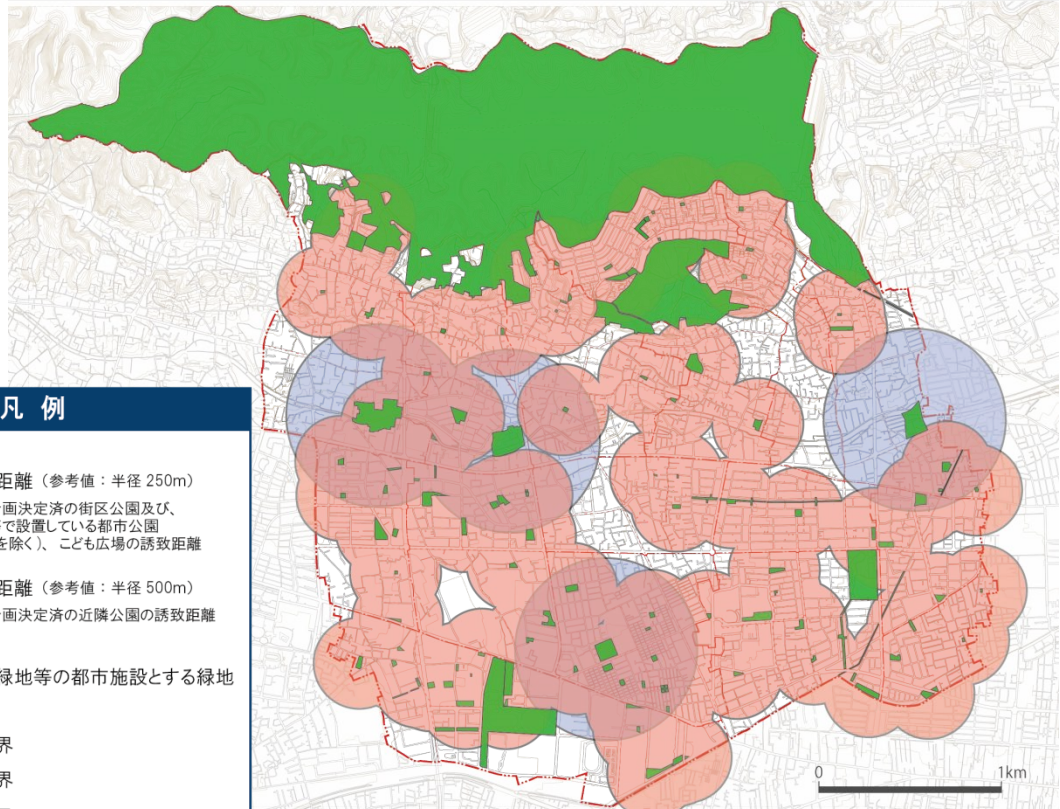 凡 例
距離（参考値：半径 250m）
画決定済の街区公園及び、
で設置している都市公園
を除く）、こども広場の誘致距離
距離（参考値：半径 500m）
画決定済の近隣公園の誘致距離
緑地等の都市施設とする緑地
界
界
0 1km